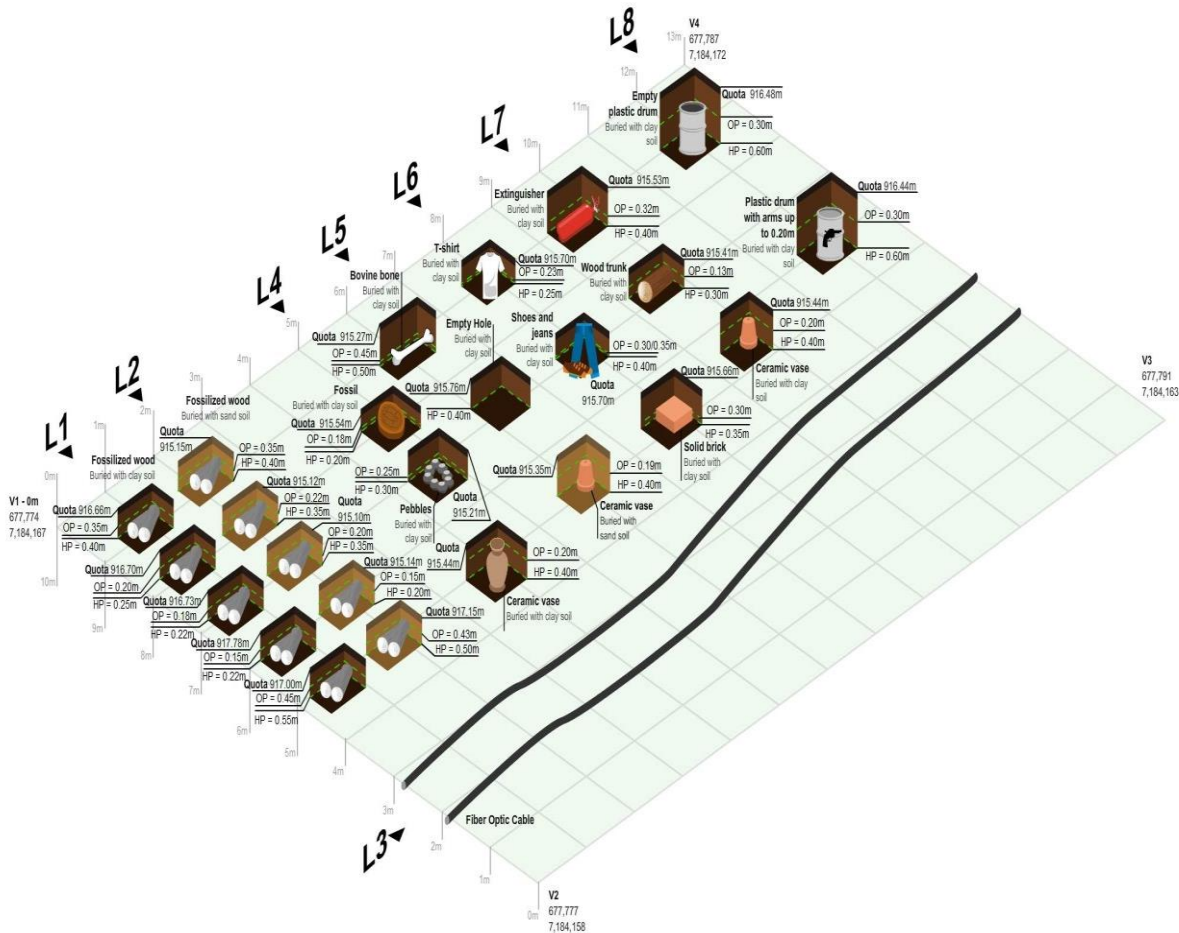 L8
V4
677,787
7,184,172
13m
12m
Empty
plastic drum
Buried with clay
soil
Quota 916.48m
OP = 0.30m
HP = 0.60m
L7
11m
10m
9m
Extinguisher
Buried with
clay soil
Quota 915.53m
OP = 0.32m
HP = 0.40m
Plastic drum
with arms up
to 0.20m
Buried with clay
soil
Quota 916.44m
OP = 0.30m
HP = 0.60m
L6
8m
T-shirt
Buried with
clay soil
Quota 915.70m
OP = 0.23m
HP = 0.25m
Wood trunk
Buried with
clay soil
Quota 915.41m
OP = 0.13m
HP = 0.30m
L5
7m
6m
Bovine bone
Buried with
clay soil
Quota 915.27m
OP = 0.45m
HP = 0.50m
Empty Hole
Buried with
clay soil
Quota 915.76m
HP = 0.40m
Shoes and
jeans
Buried with
clay soil
OP = 0.30/0.35m
HP = 0.40m
Quota
915.70m
Quota 915.44m
OP = 0.20m
HP = 0.40m
Ceramic vase
Buried with clay
soil
V3
677,791
7,184,163
L4
5m
4m
Fossil
Buried with clay soil
Quota 915.54m
OP = 0.18m
HP = 0.20m
Quota 915.66m
OP = 0.30m
HP = 0.35m
Solid brick
Buried with
clay soil
L2
3m
2m
Fossilized wood
Buried with sand soil
Quota
915.15m
OP = 0.35m
HP = 0.40m
OP = 0.25m
HP = 0.30m
Pebbles
Buried with
clay soil
Quota
915.21m
Quota 915.35m
OP = 0.19m
HP = 0.40m
Ceramic vase
Buried with
sand soil
L1
1m
0m
Fossilized wood
Buried with clay soil
V1 - 0m
677,774
7,184,167
Quota 916.66m
OP = 0.35m
HP = 0.40m
Quota 915.12m
OP = 0.22m
HP = 0.35m
Quota
915.10m
OP = 0.20m
HP = 0.35m
Quota
915.44m
OP = 0.20m
HP = 0.40m
Ceramic vase
Buried with clay soil
10m
Quota 916.70m
OP = 0.20m
HP = 0.25m
Quota 915.14m
OP = 0.15m
HP = 0.20m
9m
Quota 916.73m
OP = 0.18m
HP = 0.22m
Quota 917.15m
OP = 0.43m
HP = 0.50m
8m
Quota 917.78m
OP = 0.15m
HP = 0.22m
7m
Quota 917.00m
OP = 0.45m
HP = 0.55m
6m
5m
4m
3m
L3
2m
Fiber Optic Cable
1m
0m
V2
677,777
7,184,158